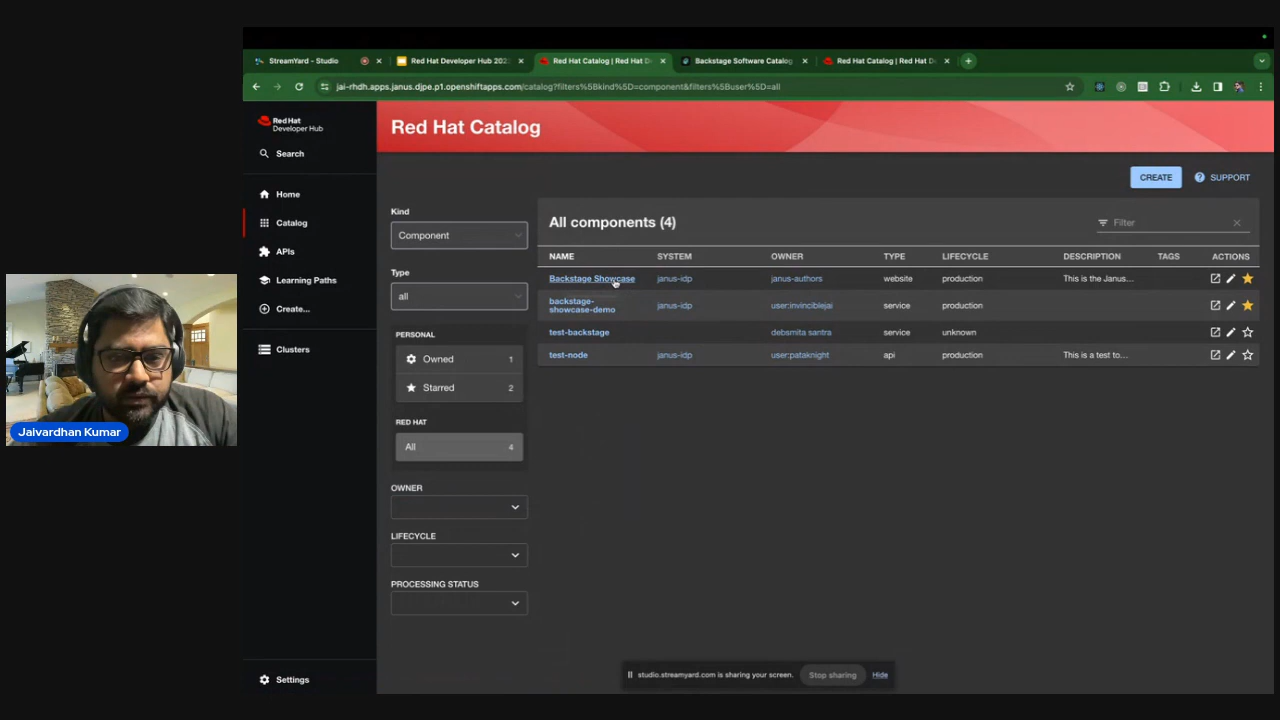 StreamYard - Studio
Red Hat Developer Hub 202
Red Hat Catalog | Red Hat D
Backstage Software Catalog
Red Hat Catalog | Red Hat De
jai-rhdh.apps.janus.djpe.p1.openshiftapps.com/catalog?filters%5Bkind%5D=component&filters%5Buser%5D=all
Red Hat
Developer Hub
Search
Home
Catalog
APIs
Learning Paths
Create...
Clusters
Settings
Red Hat Catalog
CREATE
SUPPORT
Kind
Component
Type
all
PERSONAL
Owned 1
Starred 2
RED HAT
All 4
OWNER
LIFECYCLE
PROCESSING STATUS
All components (4)
Filter
NAME SYSTEM OWNER TYPE LIFECYCLE DESCRIPTION TAGS ACTIONS
Backstage Showcase janus-idp janus-authors website production This is the Janus...
backstage-
showcase-demo janus-idp user:invinciblejai service production
test-backstage debsmita santra service unknown
test-node janus-idp user:pataknight api production This is a test to...
studio.streamyard.com is sharing your screen. Stop sharing Hide
Jaivardhan Kumar